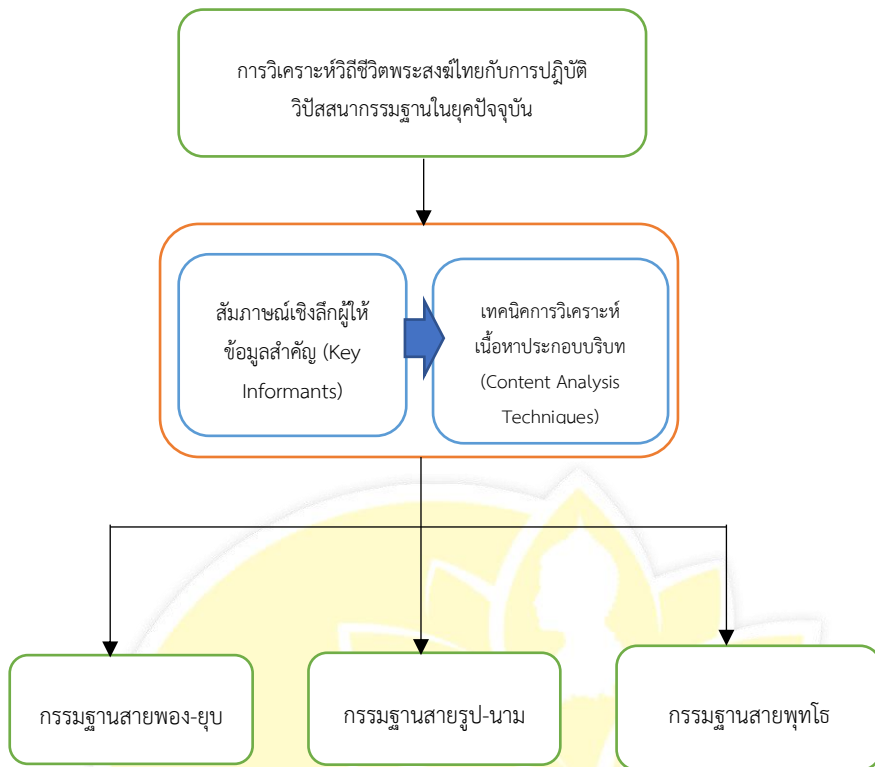 การวิเคราะห์วิถีชีวิตพระสงฆ์ไทยกับการปฏิบัติ
วิปัสสนากรรมฐานในยุคปัจจุบัน
สัมภาษณ์เชิงลึกผู้ให้
ข้อมูลสำคัญ (Key
Informants)
เทคนิคการวิเคราะห์
เนื้อหาประกอบบริบท
(Content Analysis
Techniques)
กรรมฐานสายพอง-ยุบ
กรรมฐานสายรูป-นาม
กรรมฐานสายพุทโธ